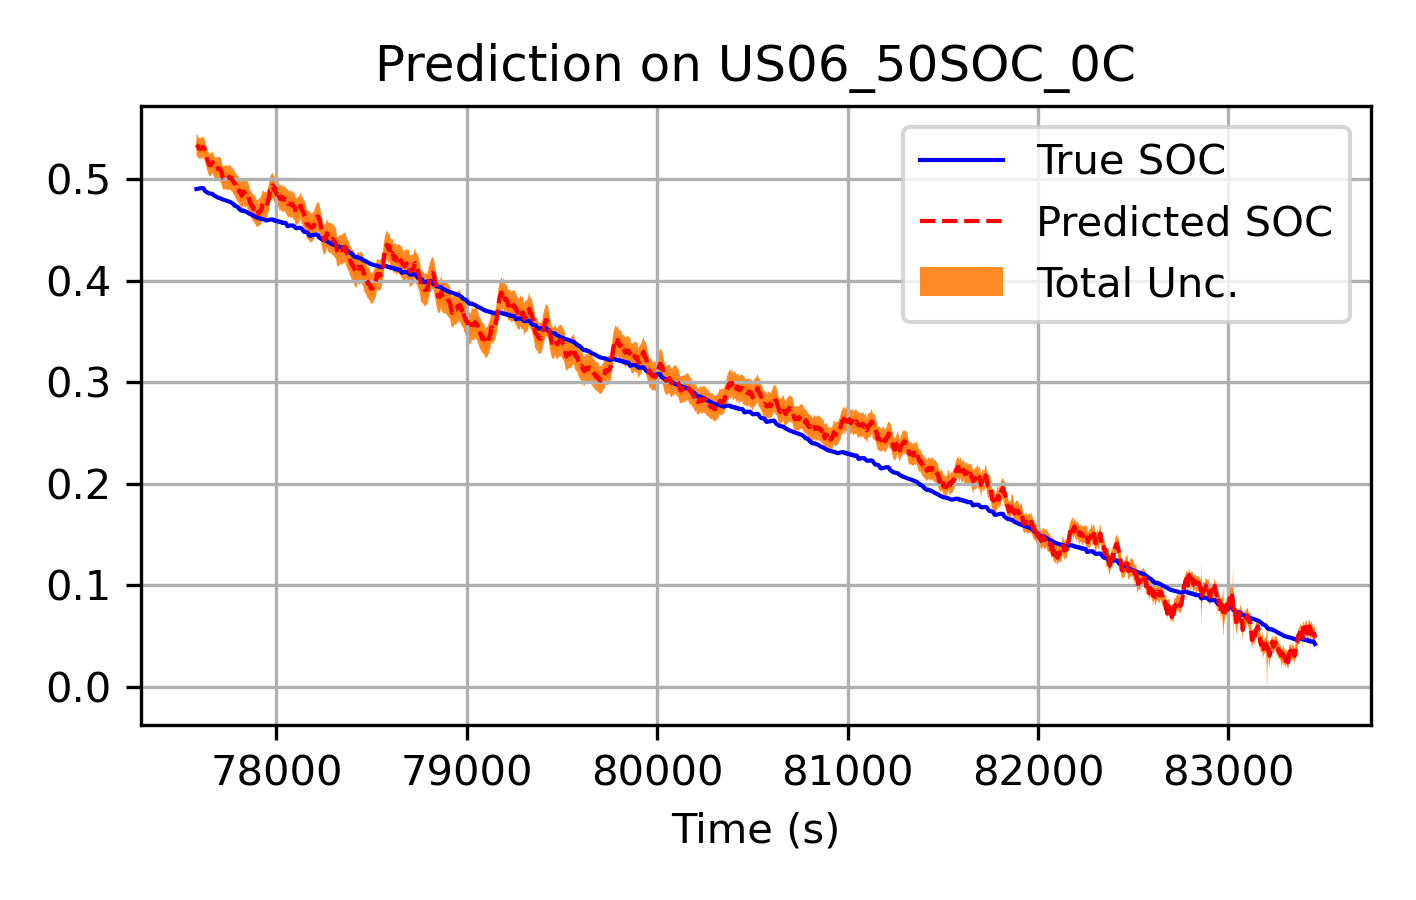 Prediction on US06_50SOC_0C
True SOC
Predicted SOC
Total Unc.
0.5
0.4
0.3
0.2
0.1
0.0
78000 79000 80000 81000 82000 83000
Time (s)